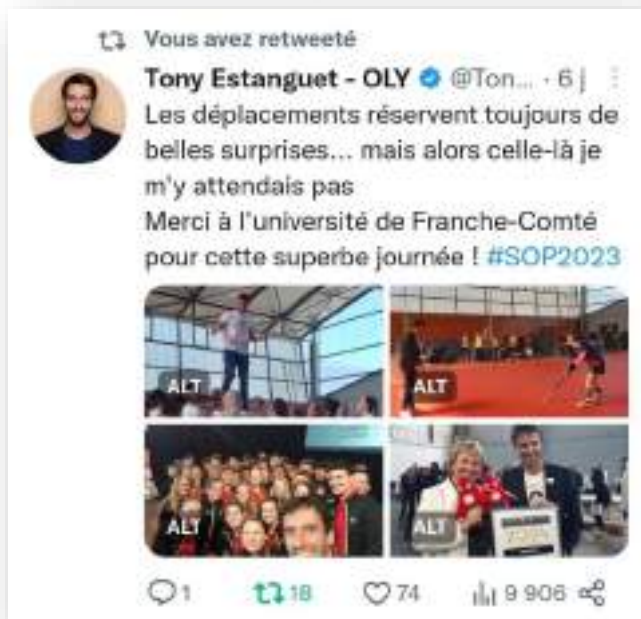 Vous avez retweeté
Tony Estanguet - OLY @Ton... · 6 j
Les déplacements réservent toujours de
belles surprises... mais alors celle-là je
m'y attendais pas
Merci à l'université de Franche-Comté
pour cette superbe journée ! #SOP2023
ALT
ALT
ALT
ALT
1 18 74 9 906